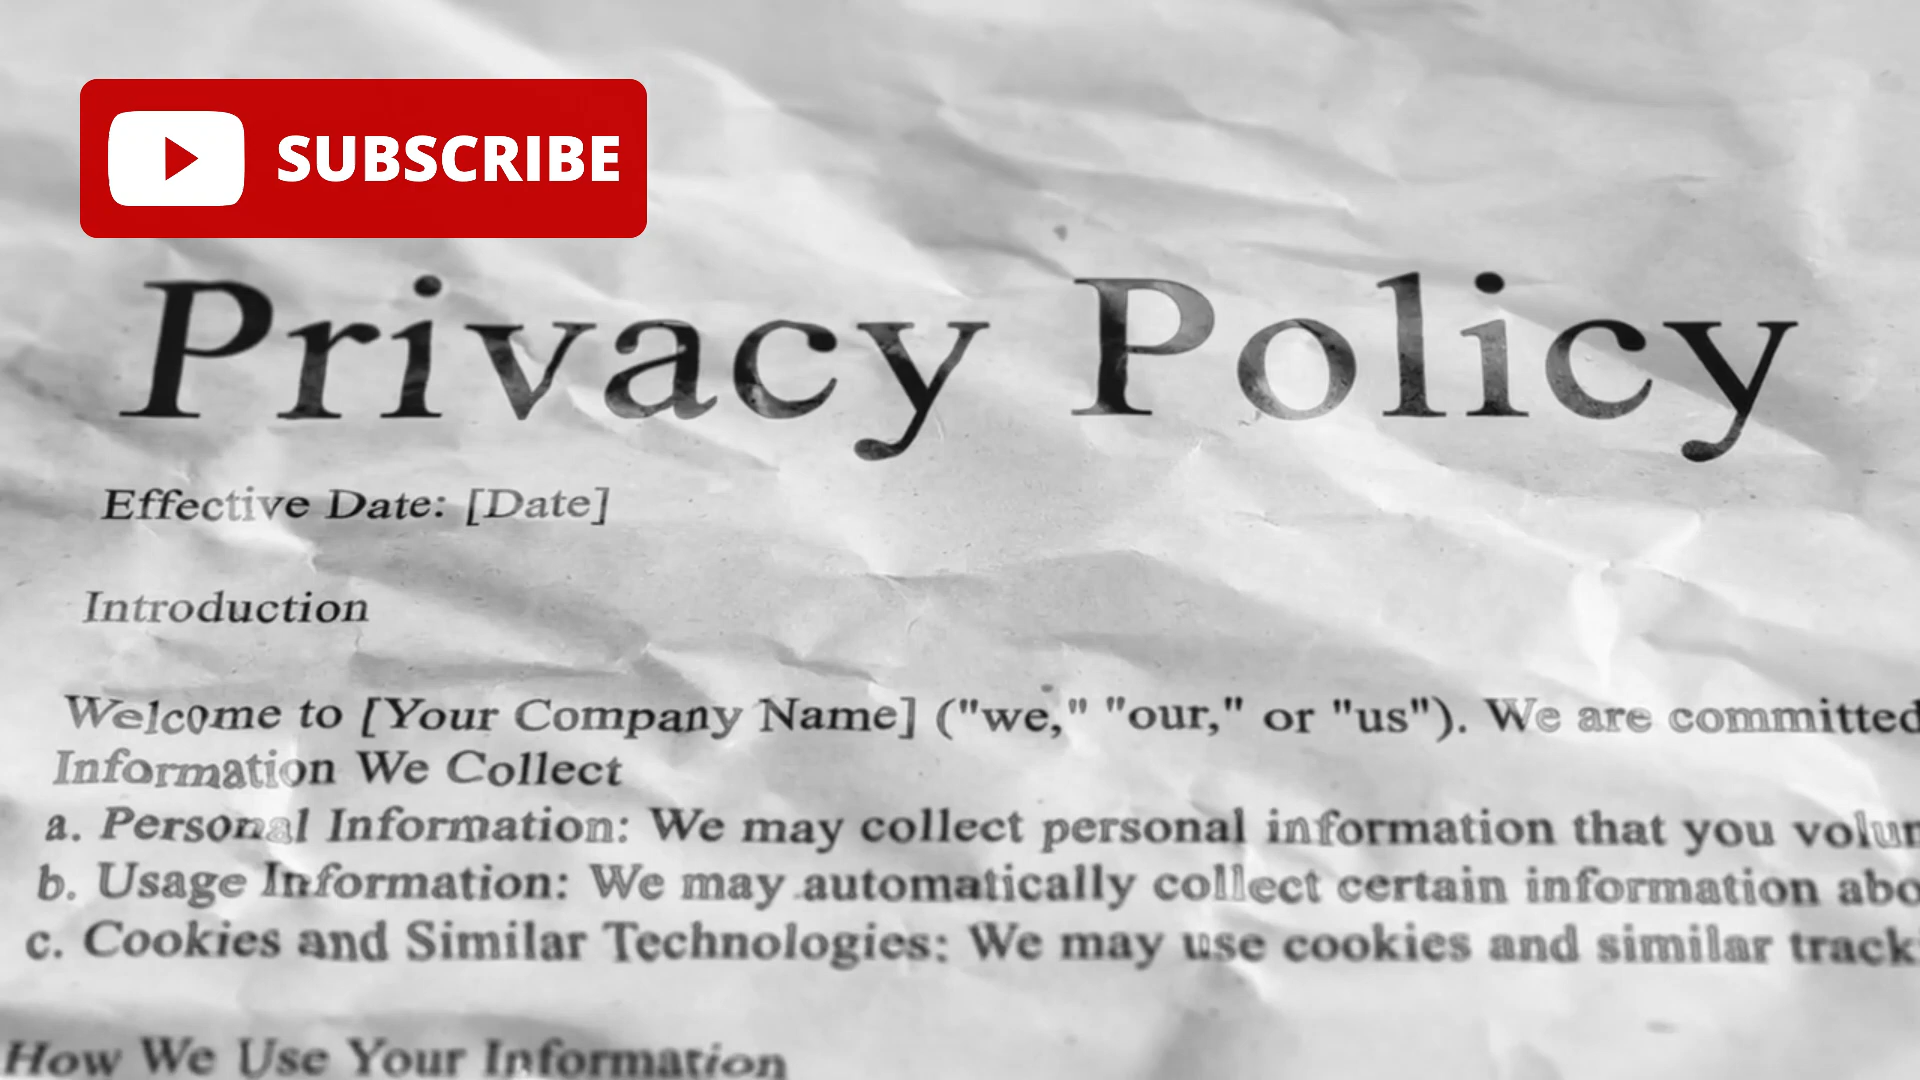 SUBSCRIBE
Privacy Policy
Effective Date: [Date]
Introduction
Welcome to [Your Company Name] ("we," "our," or "us"). We are committed
Information We Collect
a. Personal Information: We may collect personal information that you
b. Usage Information: We may automatically collect certain information
c. Cookies and Similar Technologies: We may use cookies and similar
How We Use Your Information